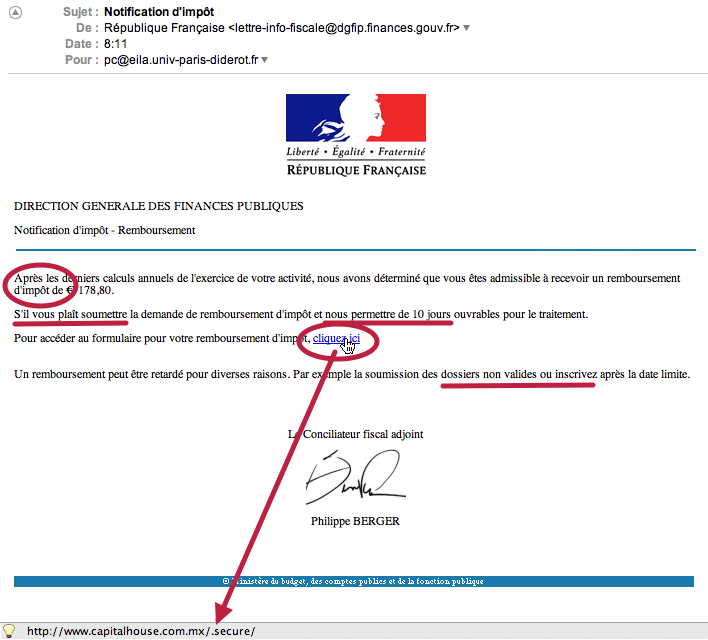 Sujet : Notification d'impôt
De : République Française <lettre-info-fiscale@dgfip.finances.gouv.fr>
Date : 8:11
Pour : pc@eila.univ-paris-diderot.fr
Liberté • Égalité • Fraternité
RÉPUBLIQUE FRANÇAISE
DIRECTION GENERALE DES FINANCES PUBLIQUES
Notification d'impôt - Remboursement
Après les derniers calculs annuels de l'exercice de votre activité, nous avons déterminé que vous êtes admissible à recevoir un remboursement
d'impôt de € 178,80.
S'il vous plaît soumettre la demande de remboursement d'impôt et nous permettre de 10 jours ouvrables pour le traitement.
Pour accéder au formulaire pour votre remboursement d'impôt, cliquez ici
Un remboursement peut être retardé pour diverses raisons. Par exemple la soumission des dossiers non valides ou inscrivez après la date limite.
Le Conciliateur fiscal adjoint
Philippe BERGER
© Ministère du budget, des comptes publics et de la fonction publique
http://www.capitalhouse.com.mx/.secure/